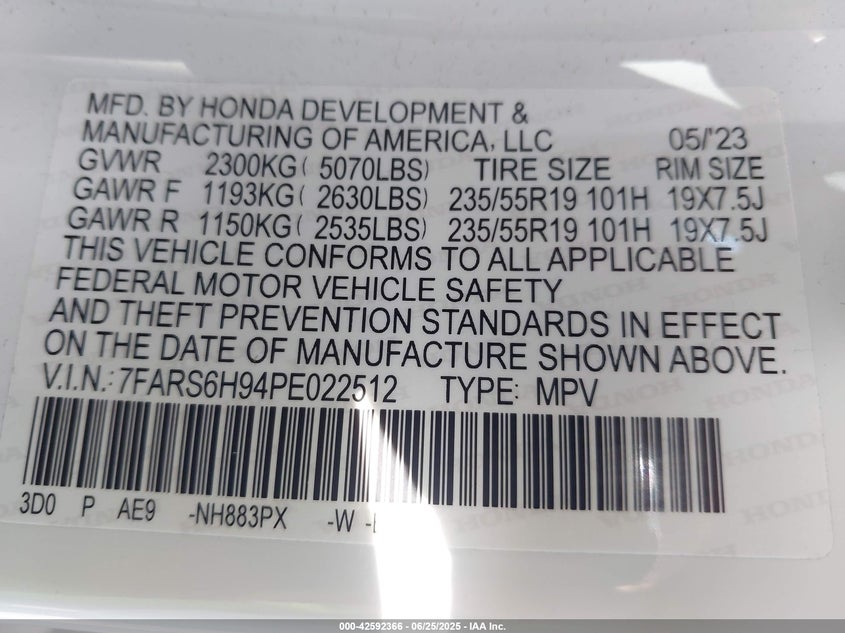 MFD. BY HONDA DEVELOPMENT &
MANUFACTURING OF AMERICA, LLC 05/'23
GVWR 2300KG( 5070LBS) TIRE SIZE RIM SIZE
GAWR F 1193KG( 2630LBS) 235/55R19 101H 19X7.5J
GAWR R 1150KG( 2535LBS) 235/55R19 101H 19X7.5J
THIS VEHICLE CONFORMS TO ALL APPLICABLE
FEDERAL MOTOR VEHICLE SAFETY
AND THEFT PREVENTION STANDARDS IN EFFECT
ON THE DATE OF MANUFACTURE SHOWN ABOVE.
V.I.N.: 7FARS6H94PE022512 TYPE: MPV
3D0 P AE9 -NH883PX -W -
000-42592366 - 06/25/2025 - IAA Inc.